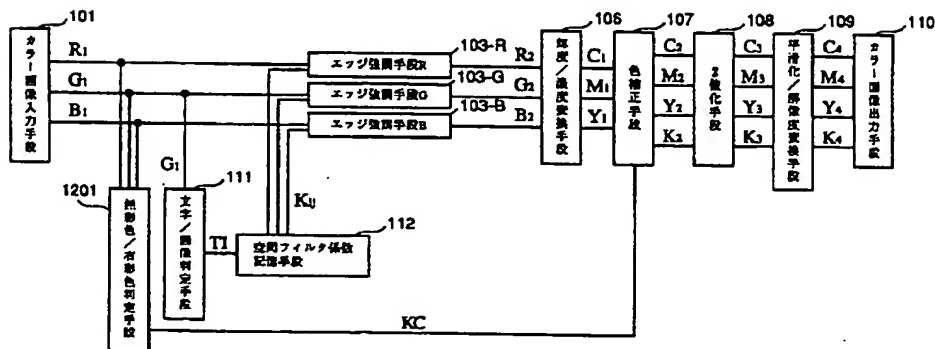 101
R1
G1
B1
カラー画像入力手段
103-R
エッジ強調手段R
103-G
エッジ強調手段G
103-B
エッジ強調手段B
R2
G2
B2
106
輝度/濃度変換手段
C1
M1
Y1
107
色補正手段
C2
M2
Y2
K2
108
2値化手段
C3
M3
Y3
K3
109
平滑化/解像度変換手段
C4
M4
Y4
K4
110
カラー画像出力手段
G1
1201
無彩色/有彩色判定手段
111
文字/画像判定手段
TI
Kij
112
空間フィルタ係数
記憶手段
KC